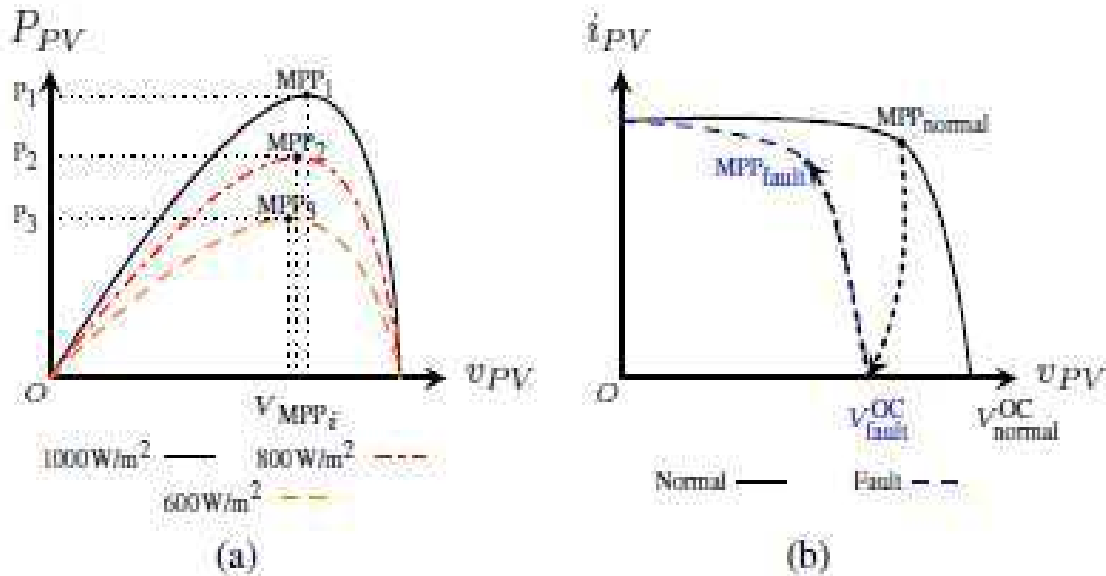 P_PV
i_PV
P_1
MPP_1
P_2
MPP_2
P_3
MPP_3
MPP_normal
MPP_fault
O
v_PV
V_MPP_i
O
v_PV
V_fault^OC
V_normal^OC
1000W/m^2
800W/m^2
600W/m^2
Normal
Fault
(a)
(b)